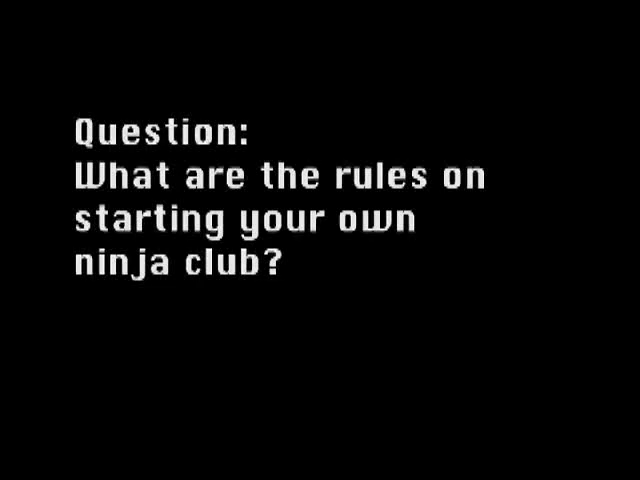 Question:
What are the rules on
starting your own
ninja club?